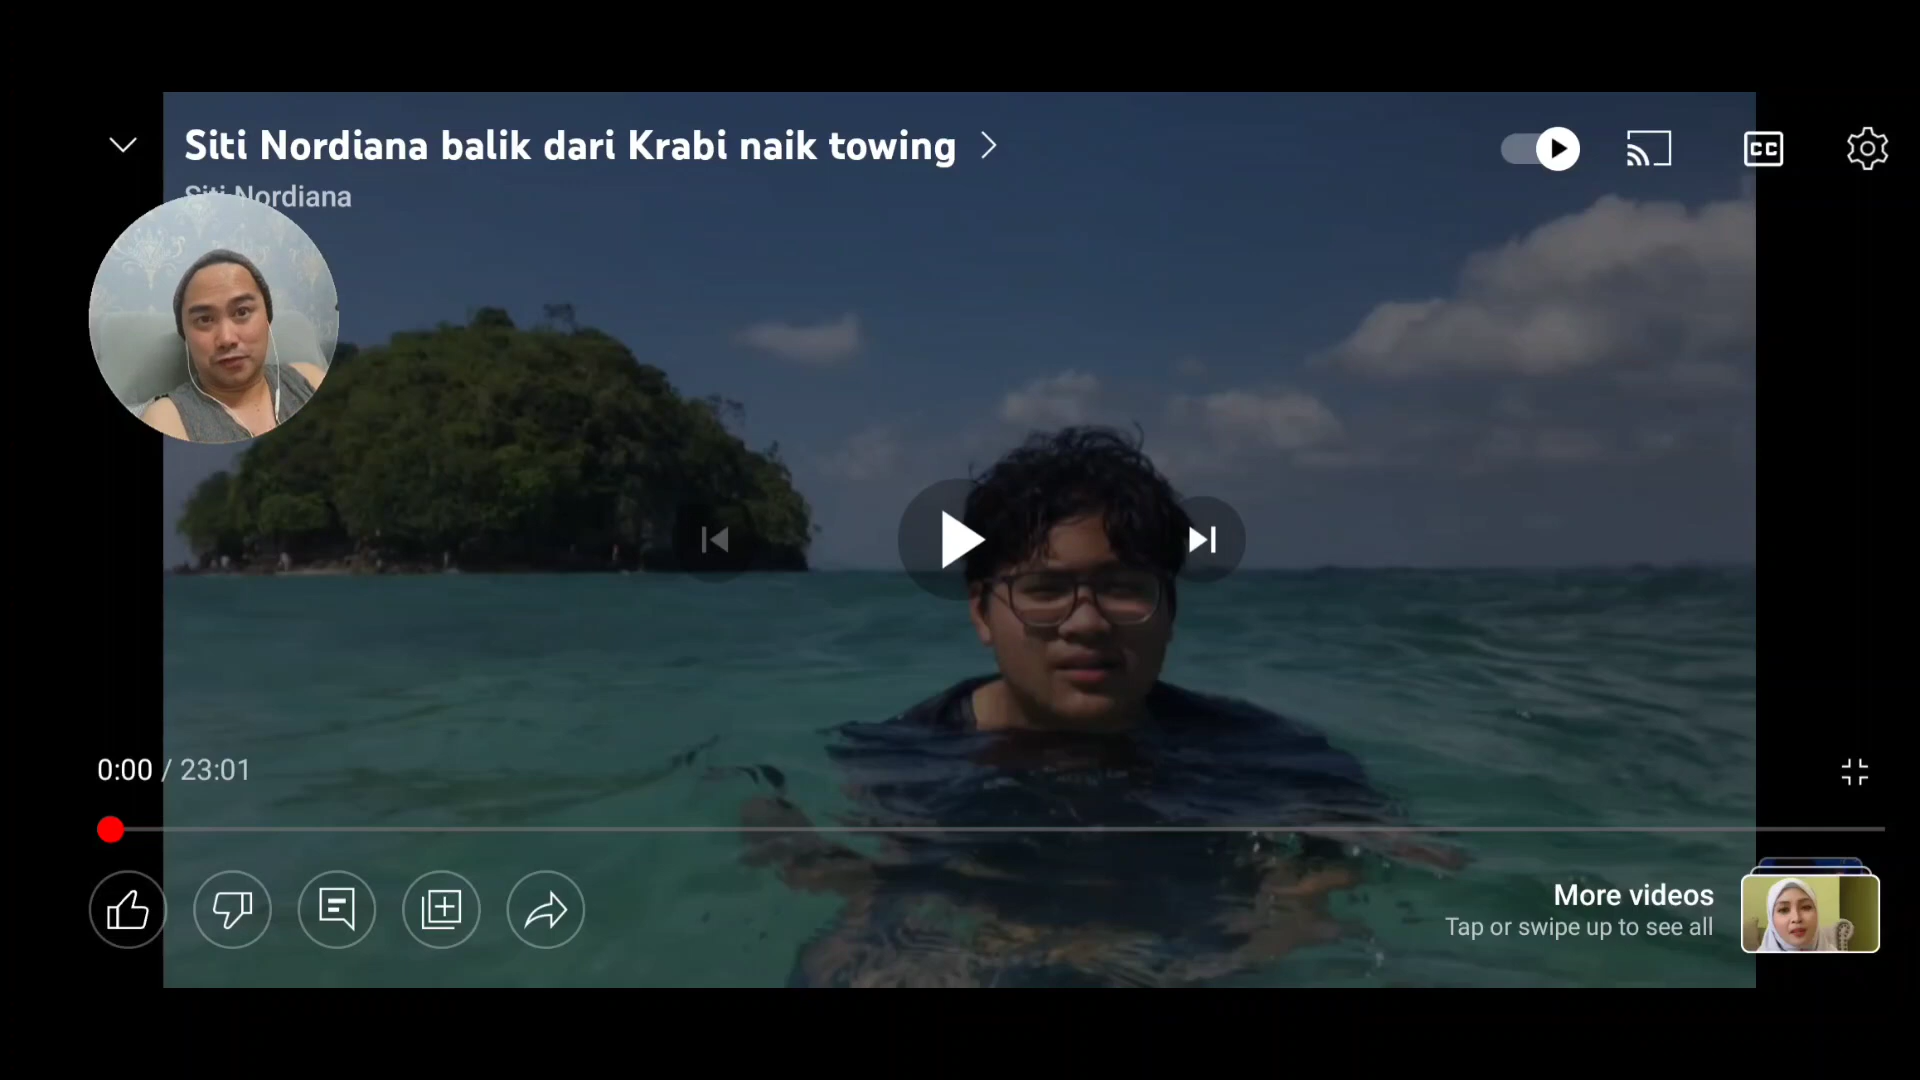 Siti Nordiana balik dari Krabi naik towing
Siti Nordiana
CC
0:00 / 23:01
More videos
Tap or swipe up to see all